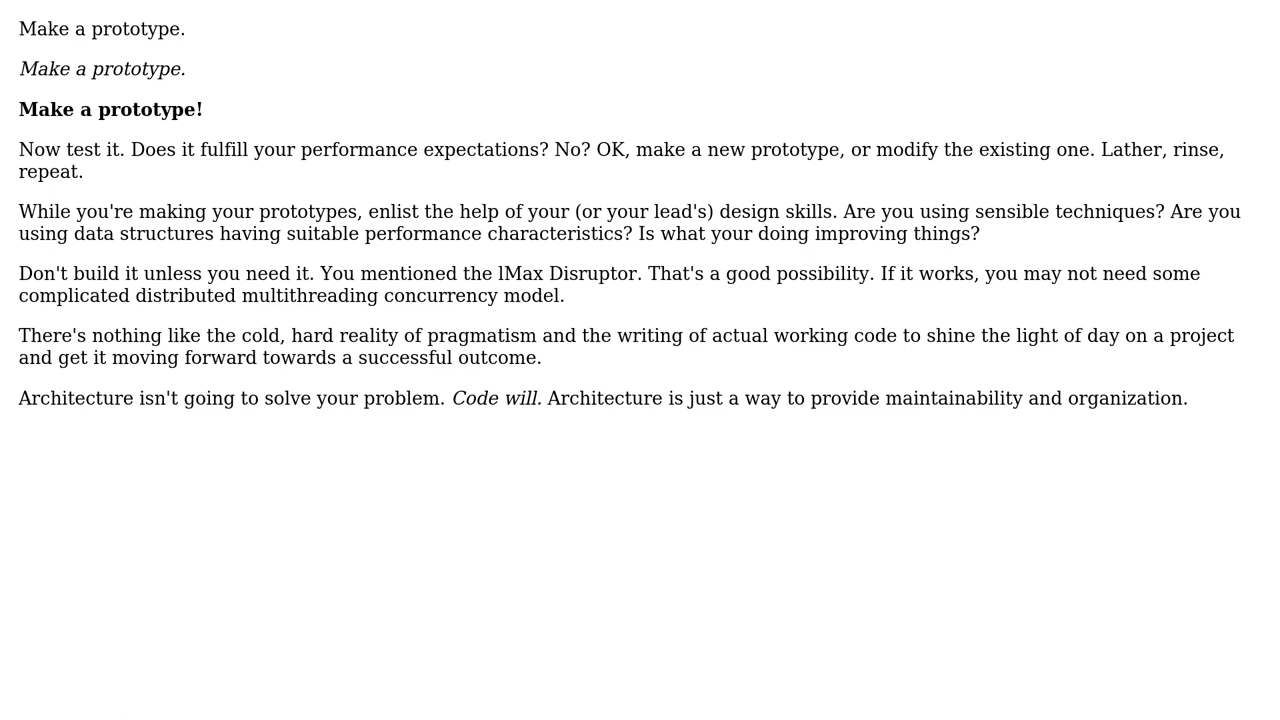 Make a prototype.
Make a prototype.
Make a prototype!
Now test it. Does it fulfill your performance expectations? No? OK, make a new prototype, or modify the existing one. Lather, rinse,
repeat.
While you're making your prototypes, enlist the help of your (or your lead's) design skills. Are you using sensible techniques? Are you
using data structures having suitable performance characteristics? Is what your doing improving things?
Don't build it unless you need it. You mentioned the lMax Disruptor. That's a good possibility. If it works, you may not need some
complicated distributed multithreading concurrency model.
There's nothing like the cold, hard reality of pragmatism and the writing of actual working code to shine the light of day on a project
and get it moving forward towards a successful outcome.
Architecture isn't going to solve your problem. Code will. Architecture is just a way to provide maintainability and organization.